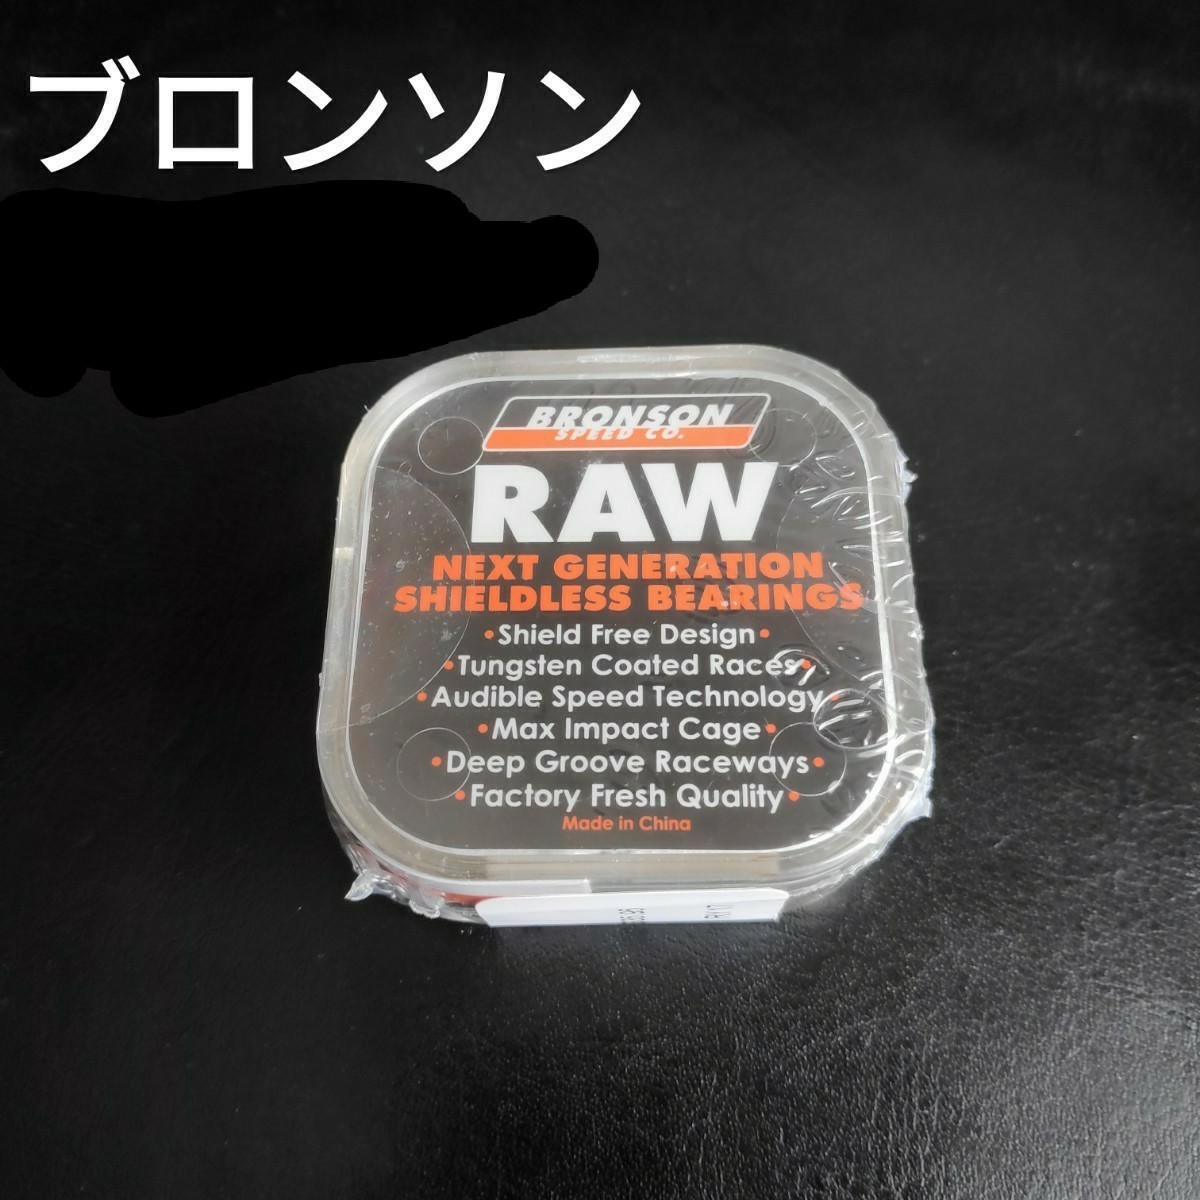 ブロンソン
BRONSON
SPEED CO.
RAW
NEXT GENERATION
SHIELDLESS BEARINGS
•Shield Free Design•
•Tungsten Coated Races•
•Audible Speed Technology•
•Max Impact Cage•
•Deep Groove Raceways•
•Factory Fresh Quality•
Made in China